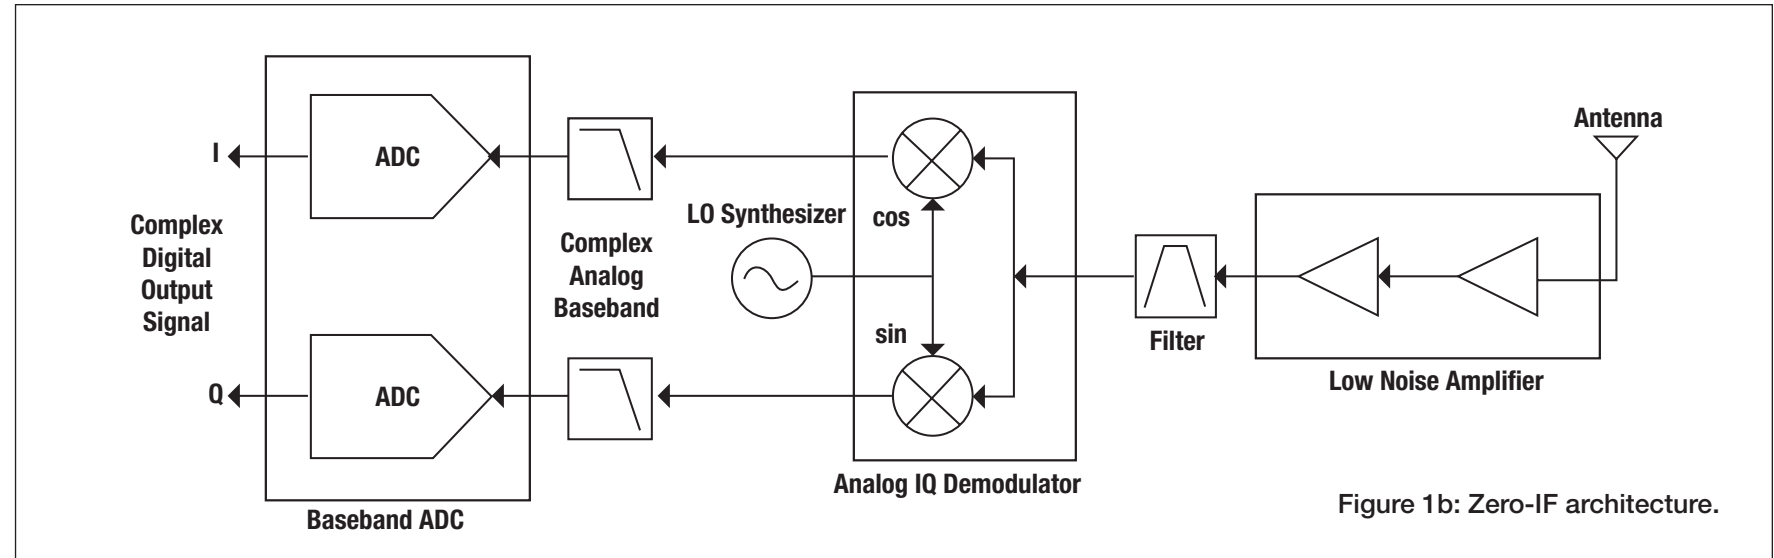 Antenna
I
ADC
LO Synthesizer
cos
Complex
Digital
Output
Signal
Complex
Analog
Baseband
sin
Filter
Low Noise Amplifier
Q
ADC
Analog IQ Demodulator
Baseband ADC
Figure 1b: Zero-IF architecture.